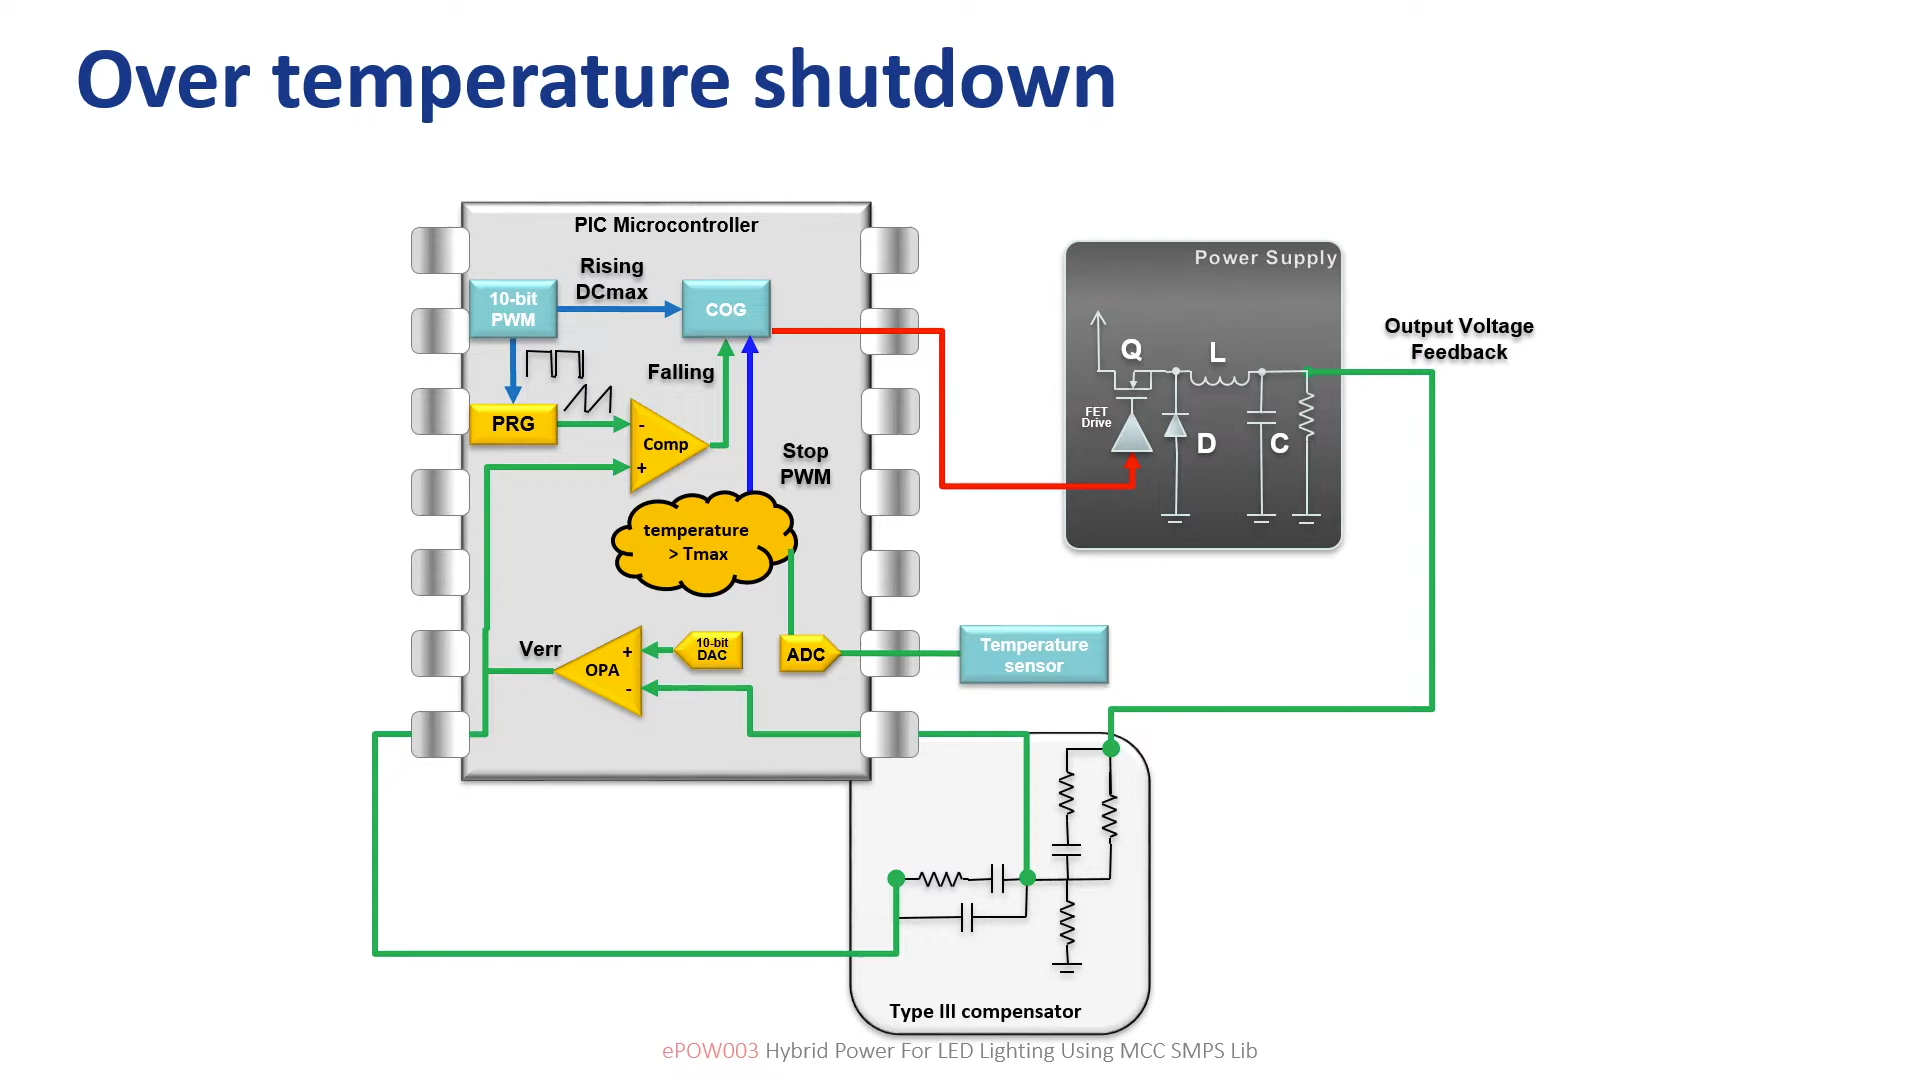 Over temperature shutdown
PIC Microcontroller
Rising
DCmax
10-bit
PWM
COG
Falling
PRG
-
Comp
+
Stop
PWM
temperature
> Tmax
Verr
OPA
+
-
10-bit
DAC
ADC
Temperature
sensor
Power Supply
Q
L
FET
Drive
D
C
Output Voltage
Feedback
Type III compensator
ePOW003 Hybrid Power For LED Lighting Using MCC SMPS Lib